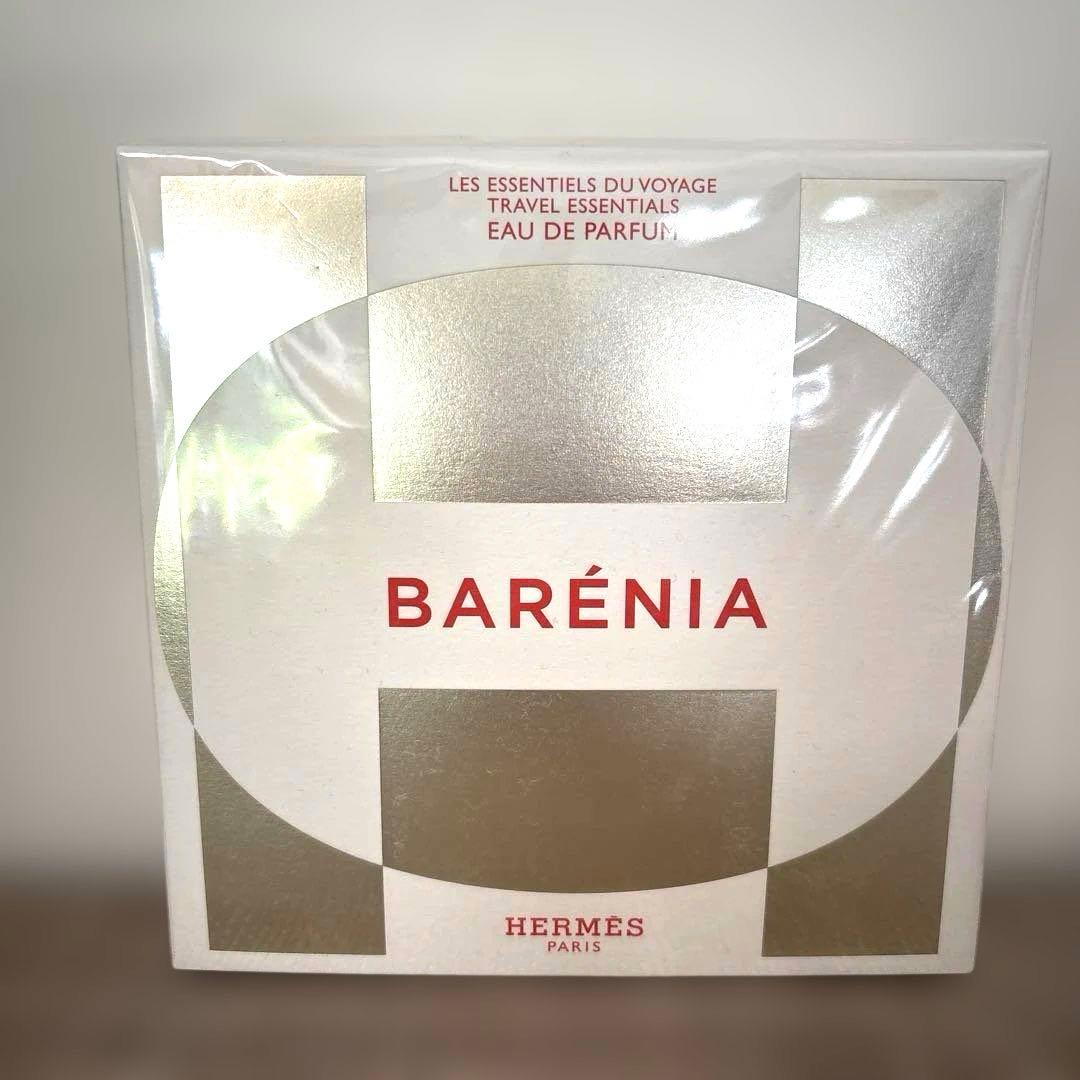 LES ESSENTIELS DU VOYAGE
TRAVEL ESSENTIALS
EAU DE PARFUM
BARÉNIA
HERMÈS
PARIS